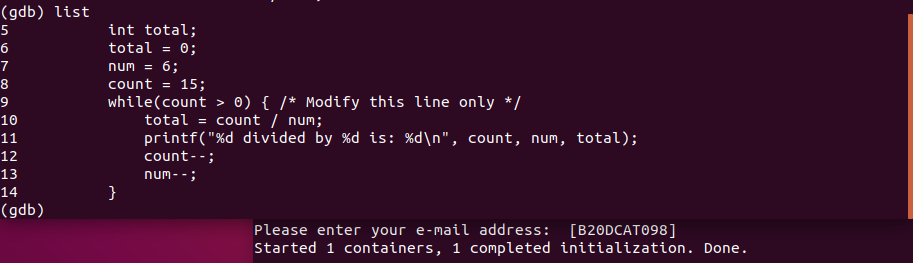 (gdb) list
5 int total;
6 total = 0;
7 num = 6;
8 count = 15;
9 while(count > 0) { /* Modify this line only */
10 total = count / num;
11 printf("%d divided by %d is: %d\n", count, num, total);
12 count--;
13 num--;
14 }
(gdb)
Please enter your e-mail address: [B20DCAT098]
Started 1 containers, 1 completed initialization. Done.